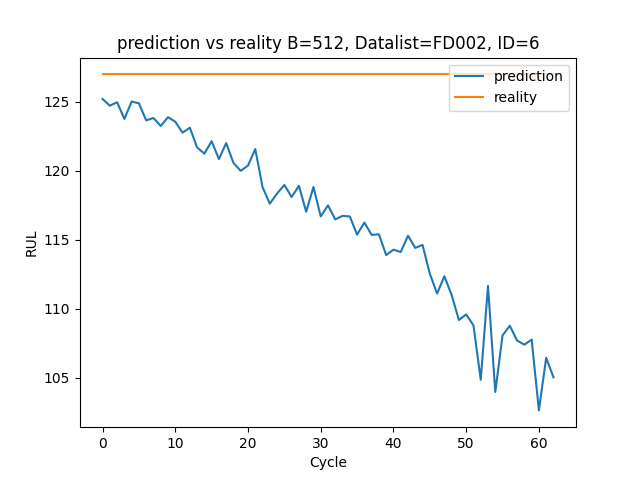 prediction vs reality B=512, Datalist=FD002, ID=6
prediction
reality
125
120
115
110
105
RUL
0 10 20 30 40 50 60
Cycle